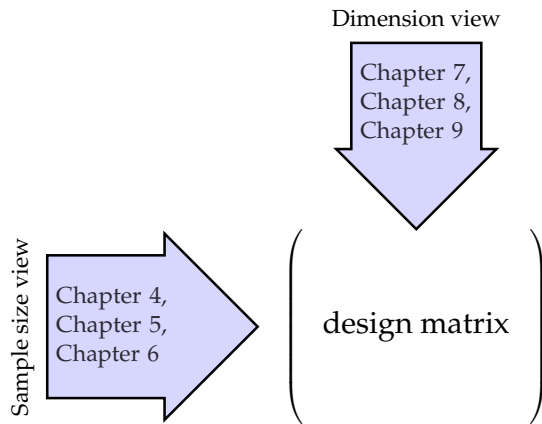 Dimension view
Chapter 7,
Chapter 8,
Chapter 9
Sample size view
Chapter 4,
Chapter 5,
Chapter 6
design matrix